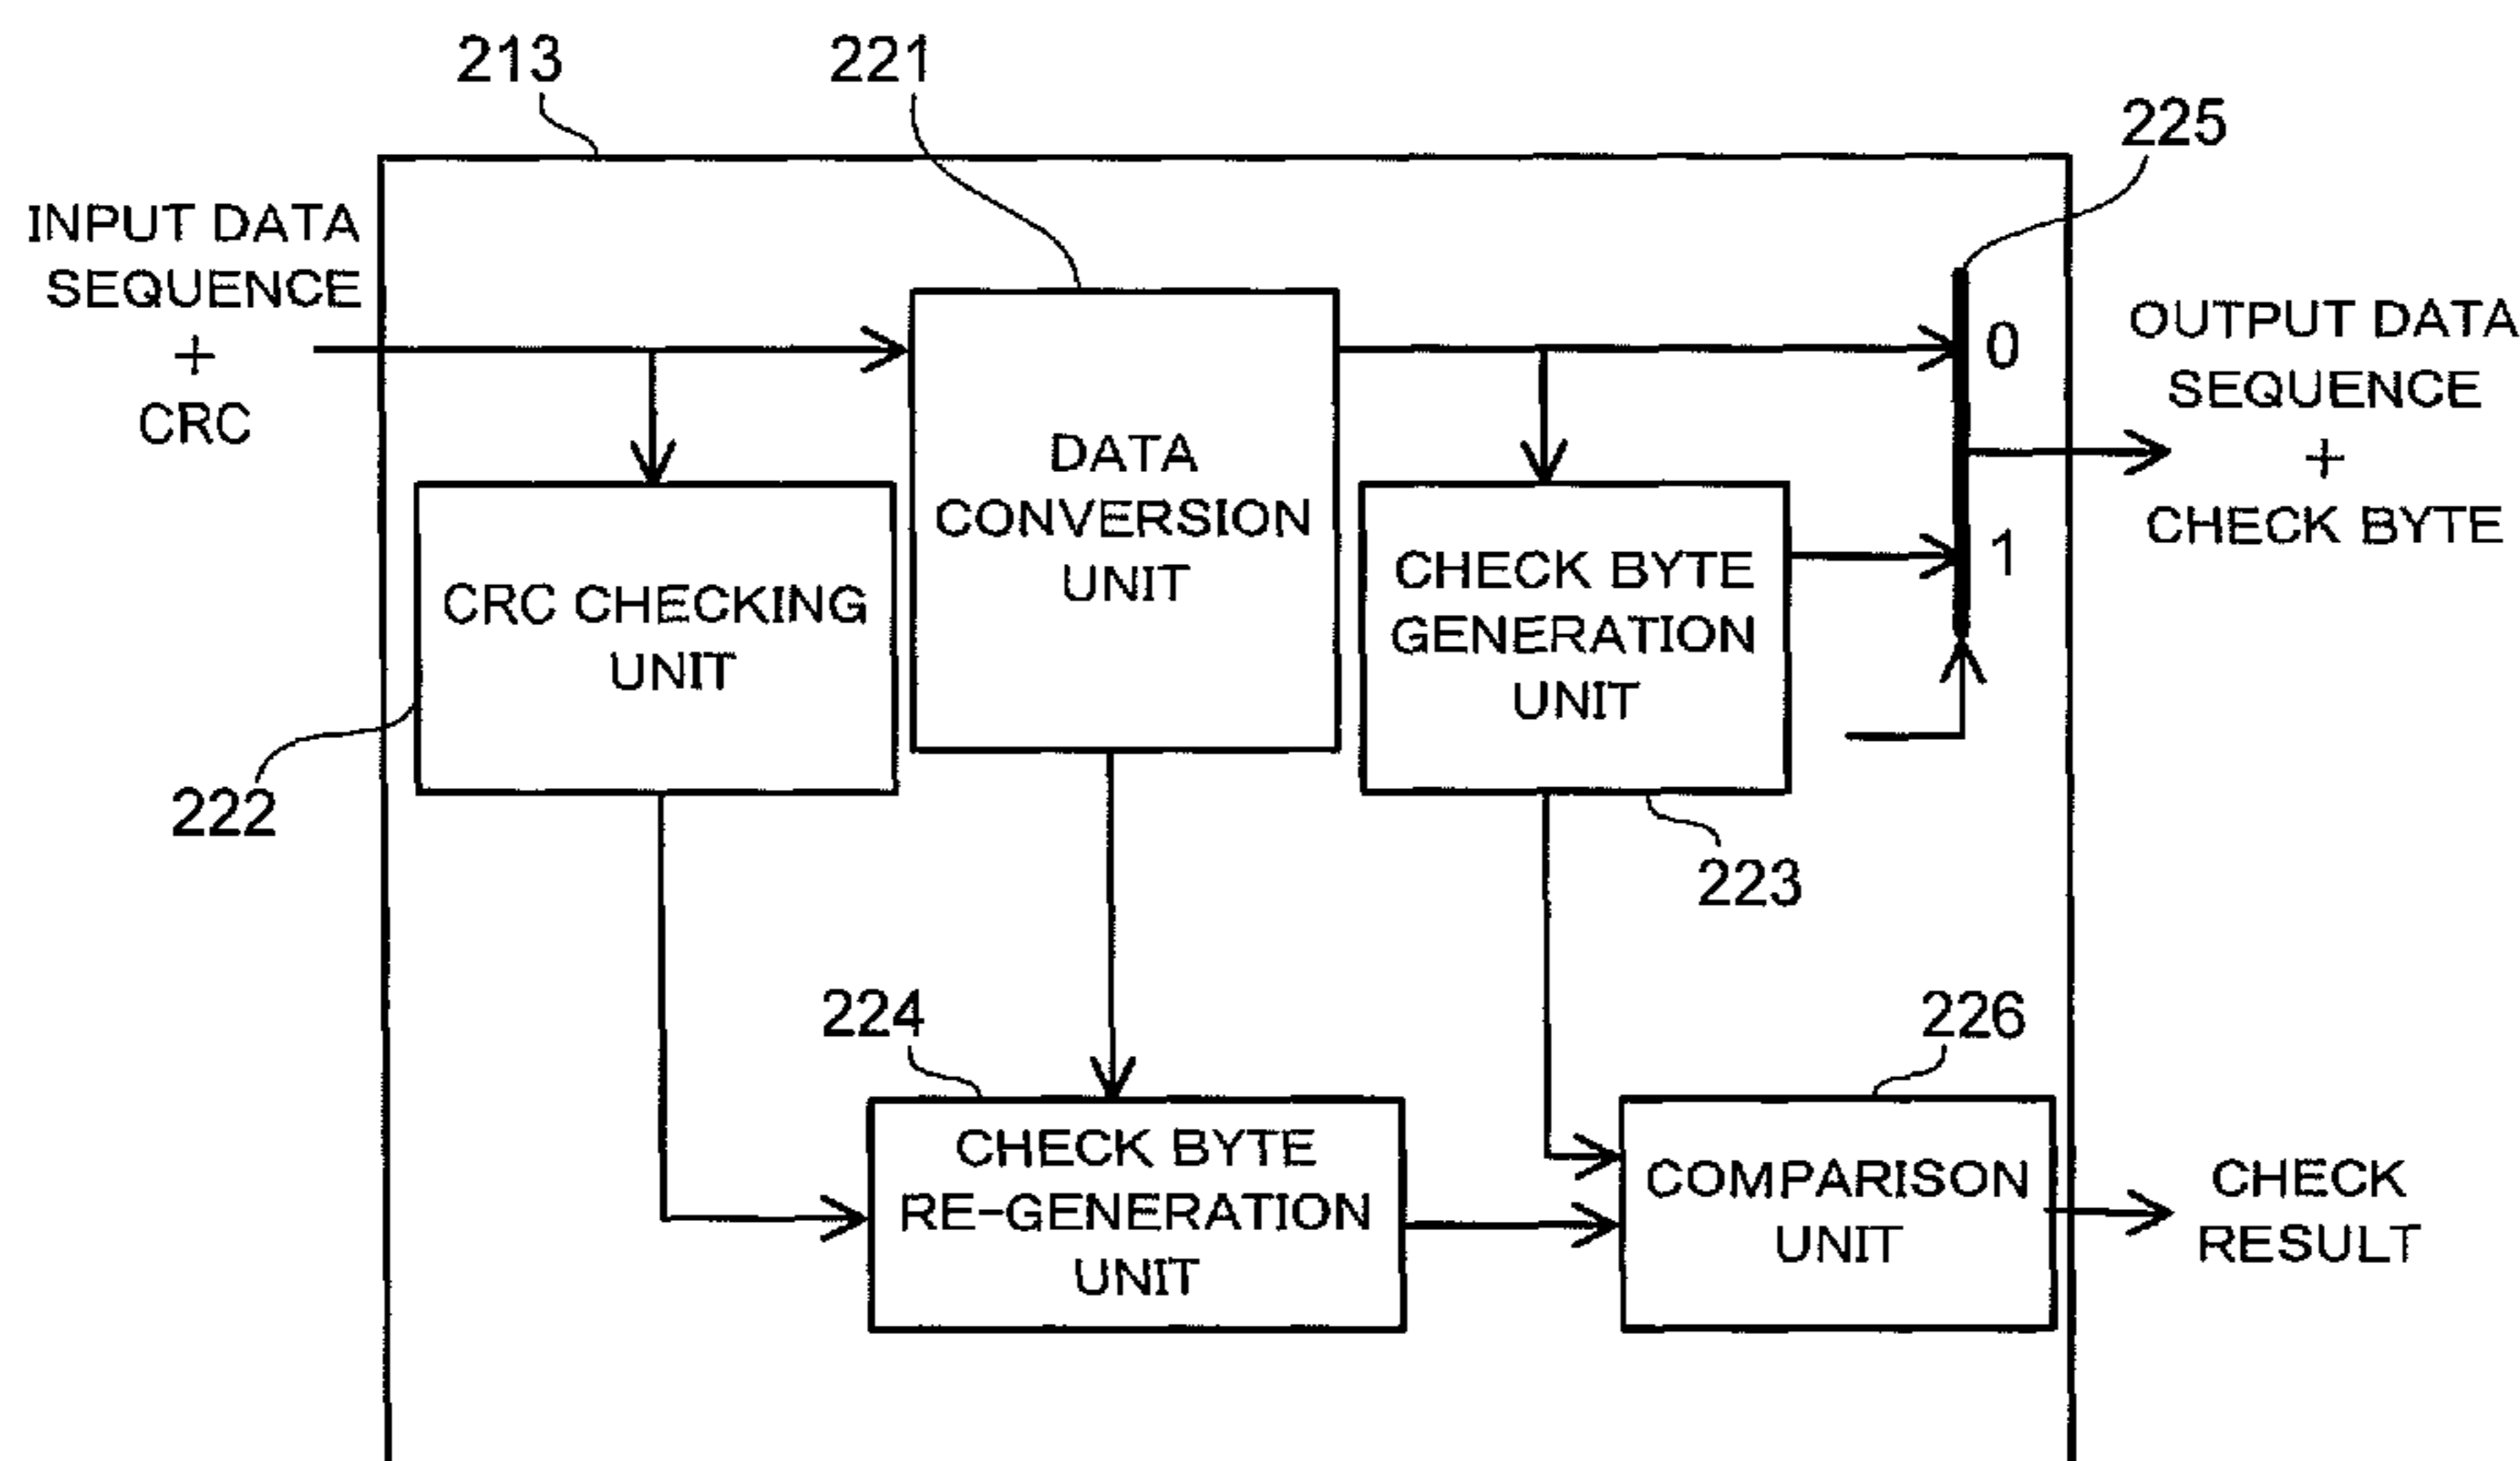 213
221
225
INPUT DATA
SEQUENCE
+
CRC
0
1
OUTPUT DATA
SEQUENCE
+
CHECK BYTE
DATA
CONVERSION
UNIT
CRC CHECKING
UNIT
CHECK BYTE
GENERATION
UNIT
222
223
224
226
CHECK BYTE
RE-GENERATION
UNIT
COMPARISON
UNIT
CHECK
RESULT